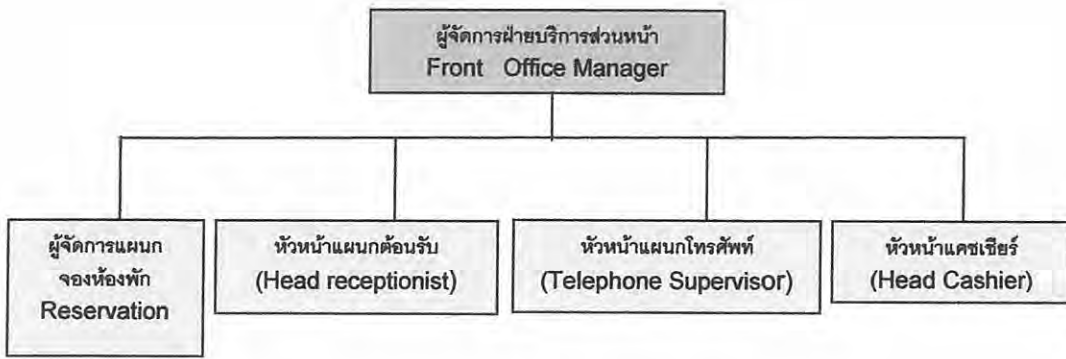 ผู้จัดการฝ่ายบริการส่วนหน้า
Front Office Manager
ผู้จัดการแผนก
จองห้องพัก
Reservation
หัวหน้าแผนกต้อนรับ
(Head receptionist)
หัวหน้าแผนกโทรศัพท์
(Telephone Supervisor)
หัวหน้าแคชเชียร์
(Head Cashier)